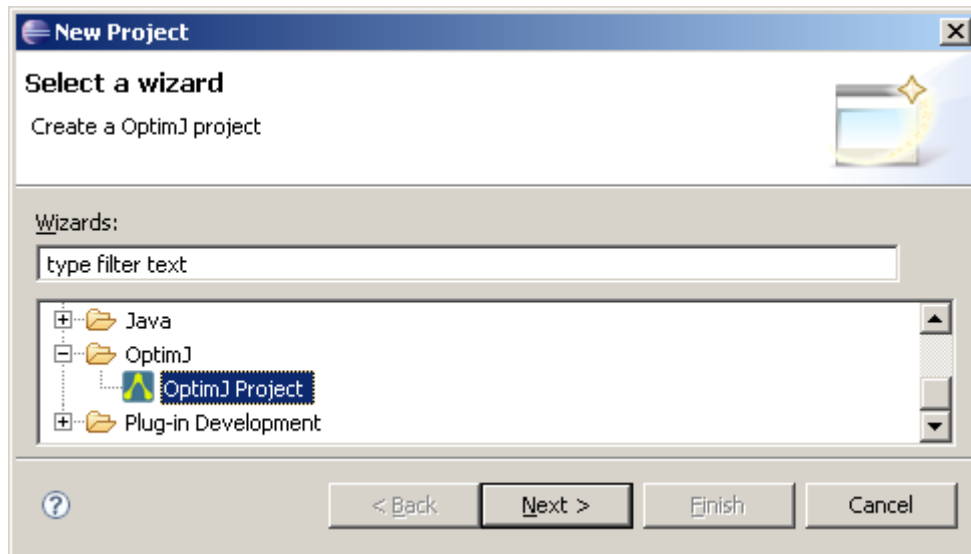 New Project
Select a wizard
Create a OptimJ project
Wizards:
type filter text
Java
OptimJ
OptimJ Project
Plug-in Development
< Back Next > Finish Cancel